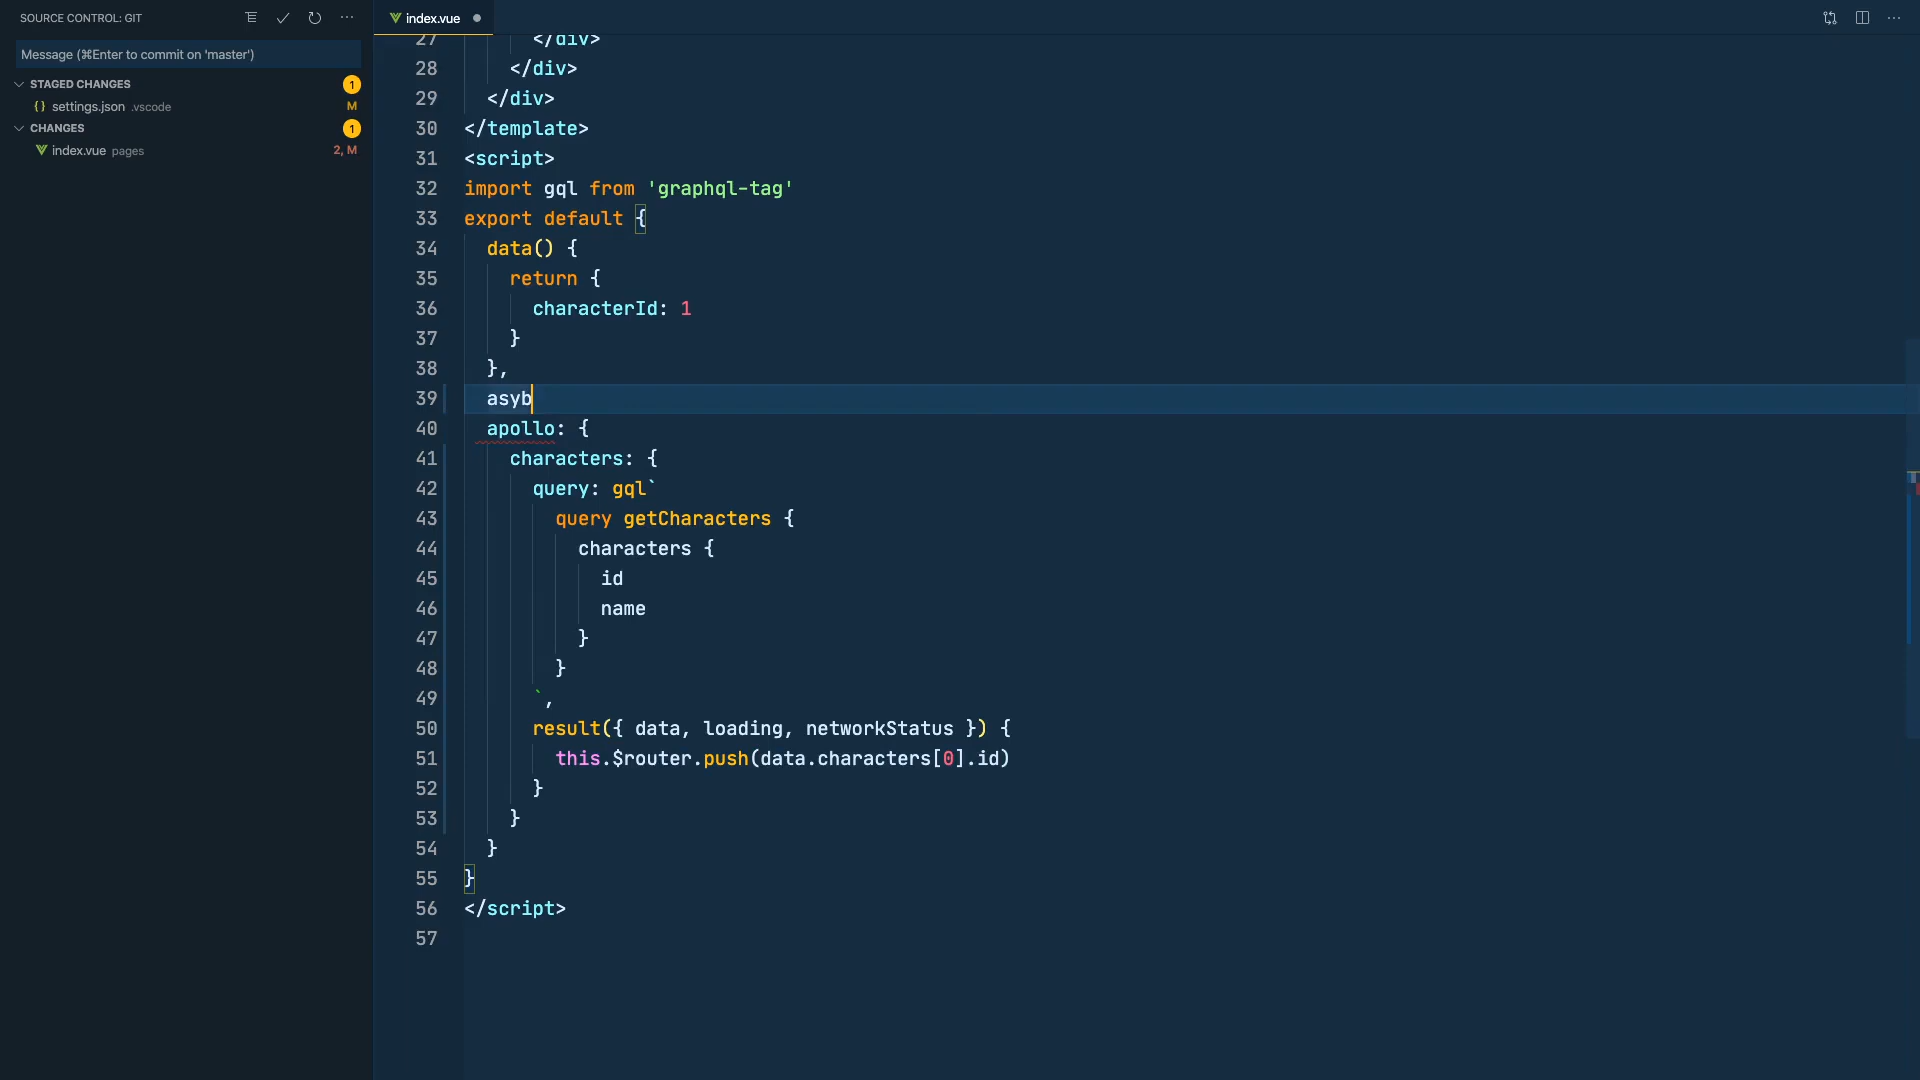 SOURCE CONTROL: GIT
Message (⌘Enter to commit on 'master')
STAGED CHANGES 1
{} settings.json .vscode M
CHANGES 1
index.vue pages 2, M
index.vue
27 </div>
28 </div>
29 </div>
30 </template>
31 <script>
32 import gql from 'graphql-tag'
33 export default {
34 data() {
35 return {
36 characterId: 1
37 }
38 },
39 asyb
40 apollo: {
41 characters: {
42 query: gql`
43 query getCharacters {
44 characters {
45 id
46 name
47 }
48 }
49 `,
50 result({ data, loading, networkStatus }) {
51 this.$router.push(data.characters[0].id)
52 }
53 }
54 }
55 }
56 </script>
57